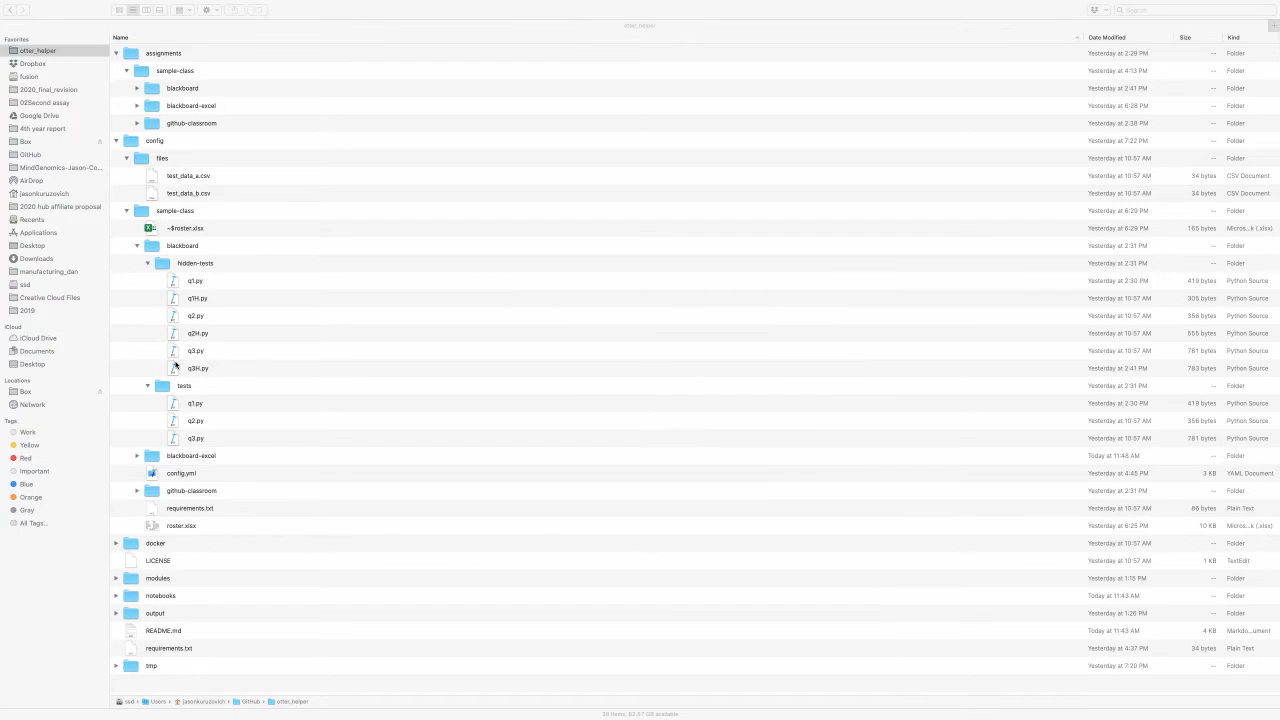 Search
otter_helper
Favorites
otter_helper
Dropbox
fusion
2020_final_revision
02Second assay
Google Drive
4th year report
Box
GitHub
MindGenomics-Jason-Co...
AirDrop
jasonkuruzovich
2020 hub affiliate proposal
Recents
Applications
Desktop
Downloads
manufacturing_dan
ssd
Creative Cloud Files
2019
iCloud
iCloud Drive
Documents
Desktop
Locations
Box
Network
Tags
Work
Yellow
Red
Important
Blue
Orange
Gray
All Tags...
Name Date Modified Size Kind
assignments Yesterday at 2:29 PM -- Folder
sample-class Yesterday at 4:13 PM -- Folder
blackboard Yesterday at 2:41 PM -- Folder
blackboard-excel Yesterday at 6:28 PM -- Folder
github-classroom Yesterday at 2:38 PM -- Folder
config Yesterday at 7:22 PM -- Folder
files Yesterday at 10:57 AM -- Folder
test_data_a.csv Yesterday at 10:57 AM 34 bytes CSV Document
test_data_b.csv Yesterday at 10:57 AM 34 bytes CSV Document
sample-class Yesterday at 6:29 PM -- Folder
~$roster.xlsx Yesterday at 6:29 PM 165 bytes Micros...k (.xlsx)
blackboard Yesterday at 2:31 PM -- Folder
hidden-tests Yesterday at 2:31 PM -- Folder
q1.py Yesterday at 2:30 PM 419 bytes Python Source
q1H.py Yesterday at 10:57 AM 305 bytes Python Source
q2.py Yesterday at 10:57 AM 356 bytes Python Source
q2H.py Yesterday at 10:57 AM 555 bytes Python Source
q3.py Yesterday at 10:57 AM 781 bytes Python Source
q3H.py Yesterday at 2:41 PM 783 bytes Python Source
tests Yesterday at 2:31 PM -- Folder
q1.py Yesterday at 2:30 PM 419 bytes Python Source
q2.py Yesterday at 10:57 AM 356 bytes Python Source
q3.py Yesterday at 10:57 AM 781 bytes Python Source
blackboard-excel Today at 11:48 AM -- Folder
config.yml Yesterday at 4:45 PM 3 KB YAML Document
github-classroom Yesterday at 2:31 PM -- Folder
requirements.txt Yesterday at 10:57 AM 86 bytes Plain Text
roster.xlsx Yesterday at 6:25 PM 10 KB Micros...k (.xlsx)
docker Yesterday at 10:57 AM -- Folder
LICENSE Yesterday at 10:57 AM 1 KB TextEdit
modules Yesterday at 1:15 PM -- Folder
notebooks Today at 11:43 AM -- Folder
output Yesterday at 1:26 PM -- Folder
README.md Today at 11:43 AM 4 KB Markdo...ument
requirements.txt Yesterday at 4:37 PM 34 bytes Plain Text
tmp Yesterday at 7:20 PM -- Folder
ssd Users jasonkuruzovich GitHub otter_helper